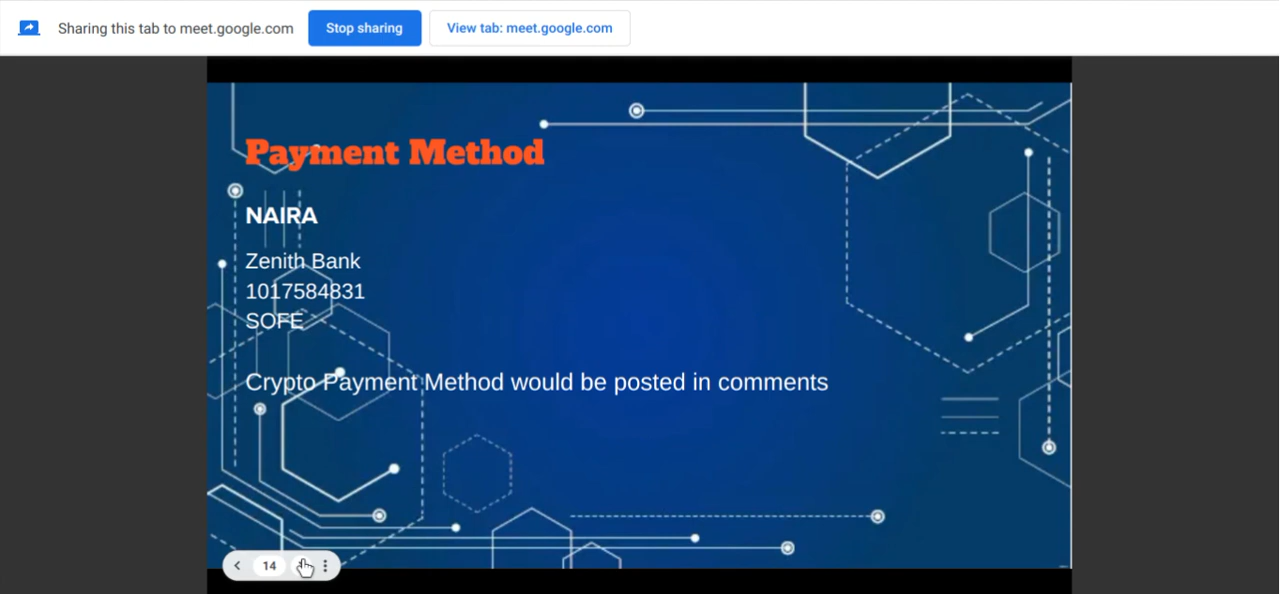 Sharing this tab to meet.google.com Stop sharing View tab: meet.google.com
Payment Method
NAIRA
Zenith Bank
1017584831
SOFE
Crypto Payment Method would be posted in comments
14